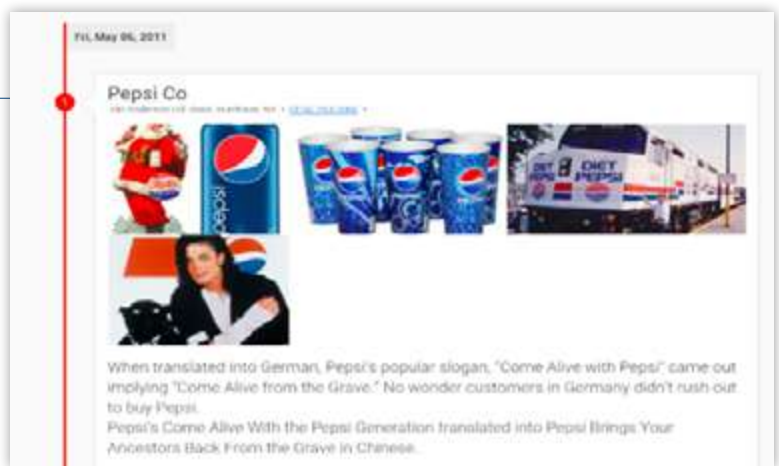 Fri, May 06, 2011
1
Pepsi Co
pepsi
DIET PEPSI
DIET
PEPSI
When translated into German, Pepsi's popular slogan, "Come Alive with Pepsi" came out
implying "Come Alive from the Grave." No wonder customers in Germany didn't rush out
to buy Pepsi.
Pepsi's Come Alive With the Pepsi Generation translated into Pepsi Brings Your
Ancestors Back From the Grave in Chinese.